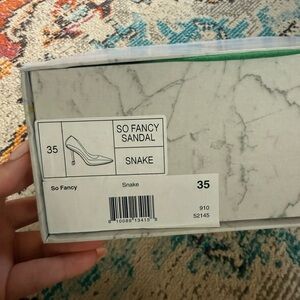 35
SO FANCY
SANDAL
SNAKE
So Fancy
Snake
35
910
52145